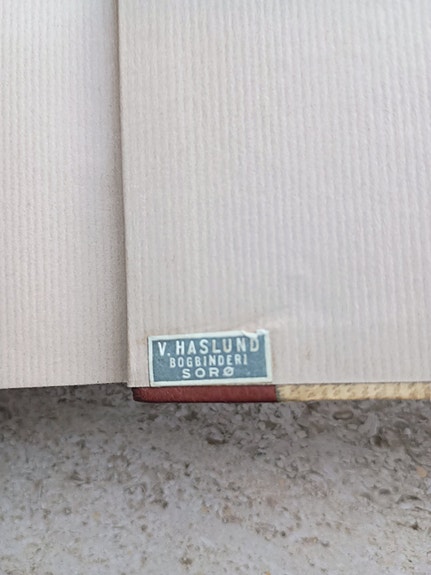 V. HASLUND
BOGBINDERI
SORØ